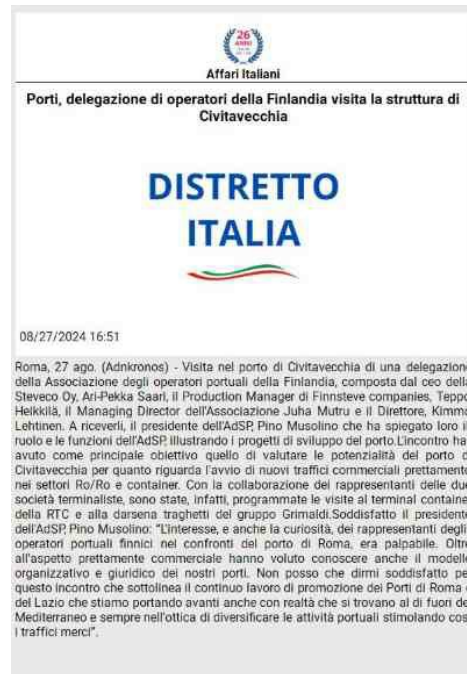 26
ANNI
Affari Italiani
Porti, delegazione di operatori della Finlandia visita la struttura di
Civitavecchia
DISTRETTO
ITALIA
08/27/2024 16:51
Roma, 27 ago. (Adnkronos) - Visita nel porto di Civitavecchia di una delegazione
della Associazione degli operatori portuali della Finlandia, composta dal ceo della
Steveco Oy, Ari-Pekka Saari, il Production Manager di Finnsteve companies, Teppo
Heikkilä, il Managing Director dell'Associazione Juha Mutru e il Direttore, Kimmo
Lehtinen. A riceverli, il presidente dell'AdSP, Pino Musolino che ha spiegato loro il
ruolo e le funzioni dell'AdSP, illustrando i progetti di sviluppo del porto.L'incontro ha
avuto come principale obiettivo quello di valutare le potenzialità del porto d
Civitavecchia per quanto riguarda l'avvio di nuovi traffici commerciali prettamente
nei settori Ro/Ro e container. Con la collaborazione dei rappresentanti delle due
società terminaliste, sono state, infatti, programmate le visite al terminal container
della RTC e alla darsena traghetti del gruppo Grimaldi.Soddisfatto il presidente
dell'AdSP, Pino Musolino: "L'interesse, e anche la curiosità, dei rappresentanti degli
operatori portuali finnici nei confronti del porto di Roma, era palpabile. Oltre
all'aspetto prettamente commerciale hanno voluto conoscere anche il modello
organizzativo e giuridico dei nostri porti. Non posso che dirmi soddisfatto pe
questo incontro che sottolinea il continuo lavoro di promozione dei Porti di Roma e
del Lazio che stiamo portando avanti anche con realtà che si trovano al di fuori de
Mediterraneo e sempre nell'ottica di diversificare le attività portuali stimolando cos
i traffici merci".